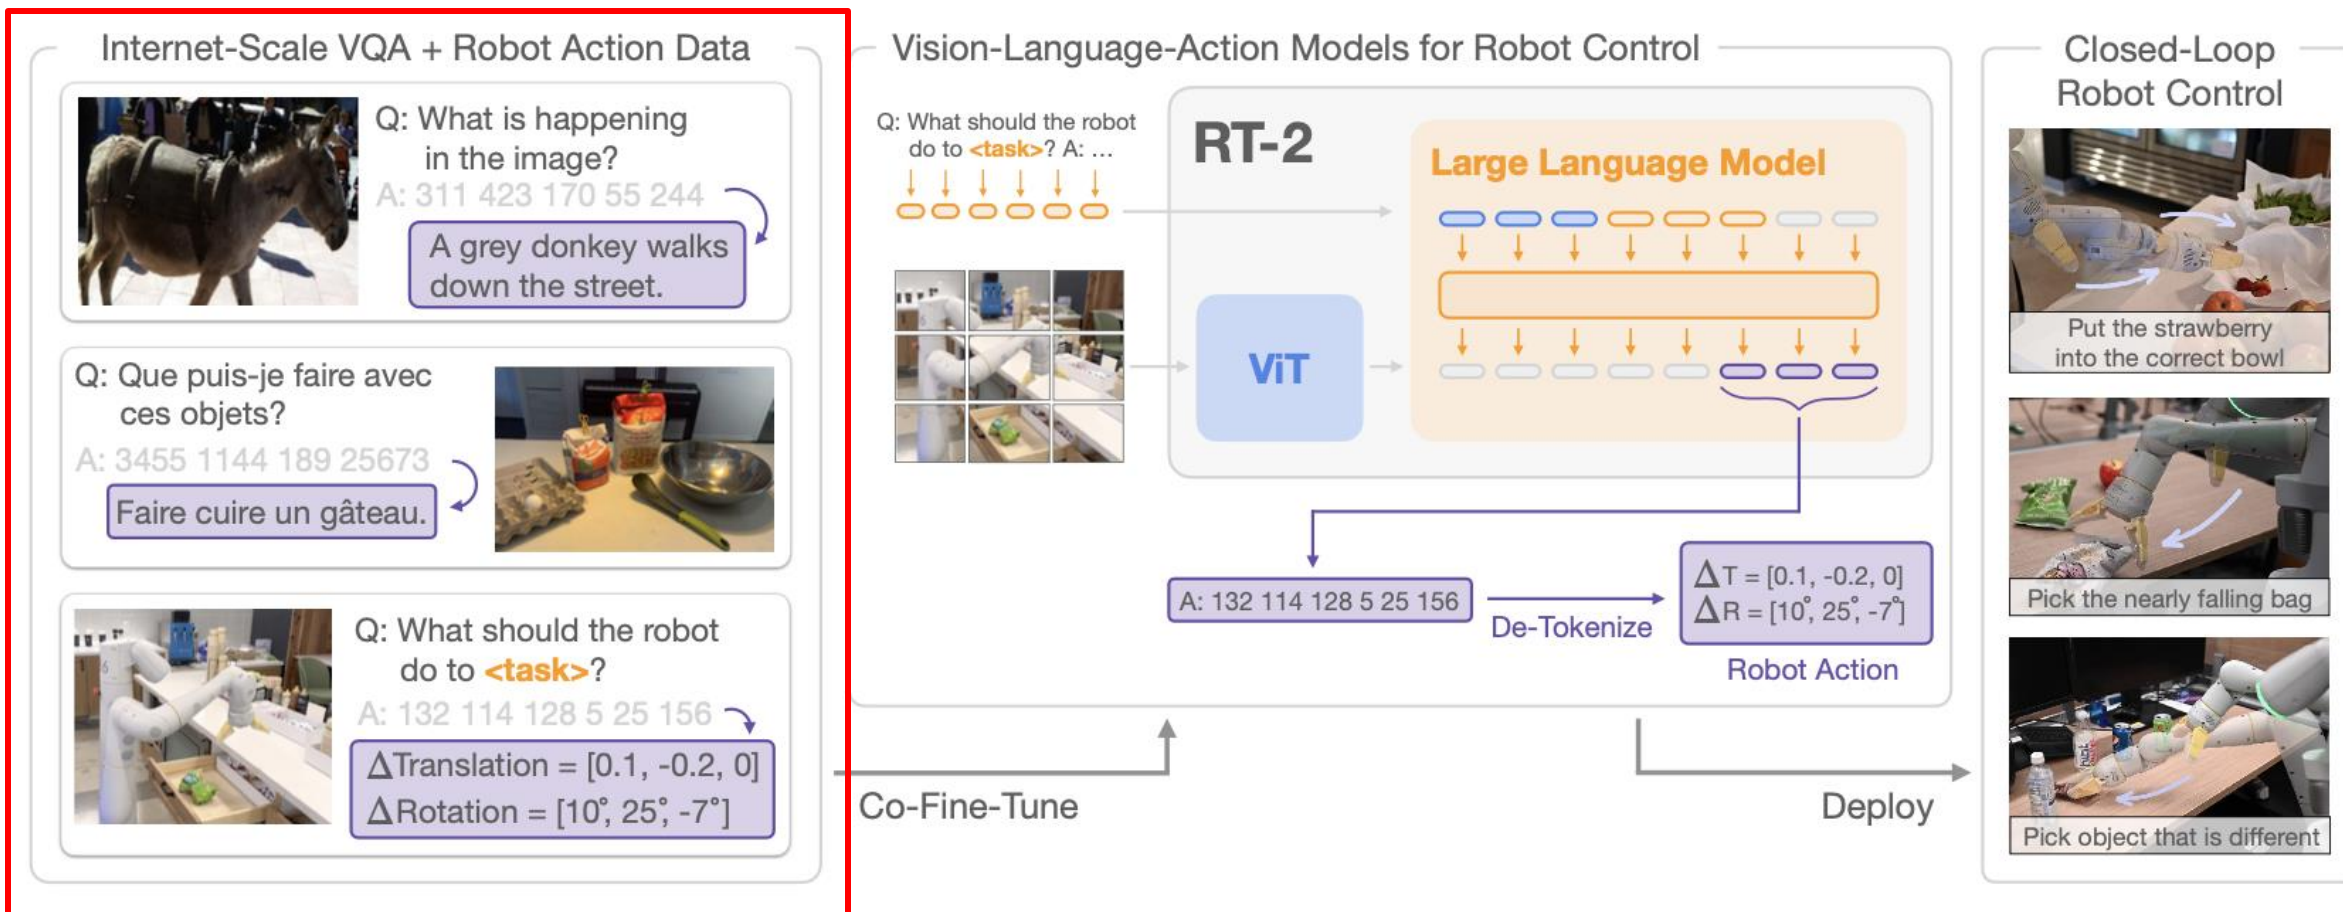 Internet-Scale VQA + Robot Action Data
Q: What is happening
in the image?
A: 311 423 170 55 244
A grey donkey walks
down the street.
Q: Que puis-je faire avec
ces objets?
A: 3455 1144 189 25673
Faire cuire un gâteau.
Q: What should the robot
do to <task>?
A: 132 114 128 5 25 156
ΔTranslation = [0.1, -0.2, 0]
ΔRotation = [10°, 25°, -7°]
Co-Fine-Tune
Vision-Language-Action Models for Robot Control
Q: What should the robot
do to <task>? A: ...
RT-2
Large Language Model
ViT
A: 132 114 128 5 25 156
De-Tokenize
ΔT = [0.1, -0.2, 0]
ΔR = [10°, 25°, -7°]
Robot Action
Deploy
Closed-Loop
Robot Control
Put the strawberry
into the correct bowl
Pick the nearly falling bag
Pick object that is different